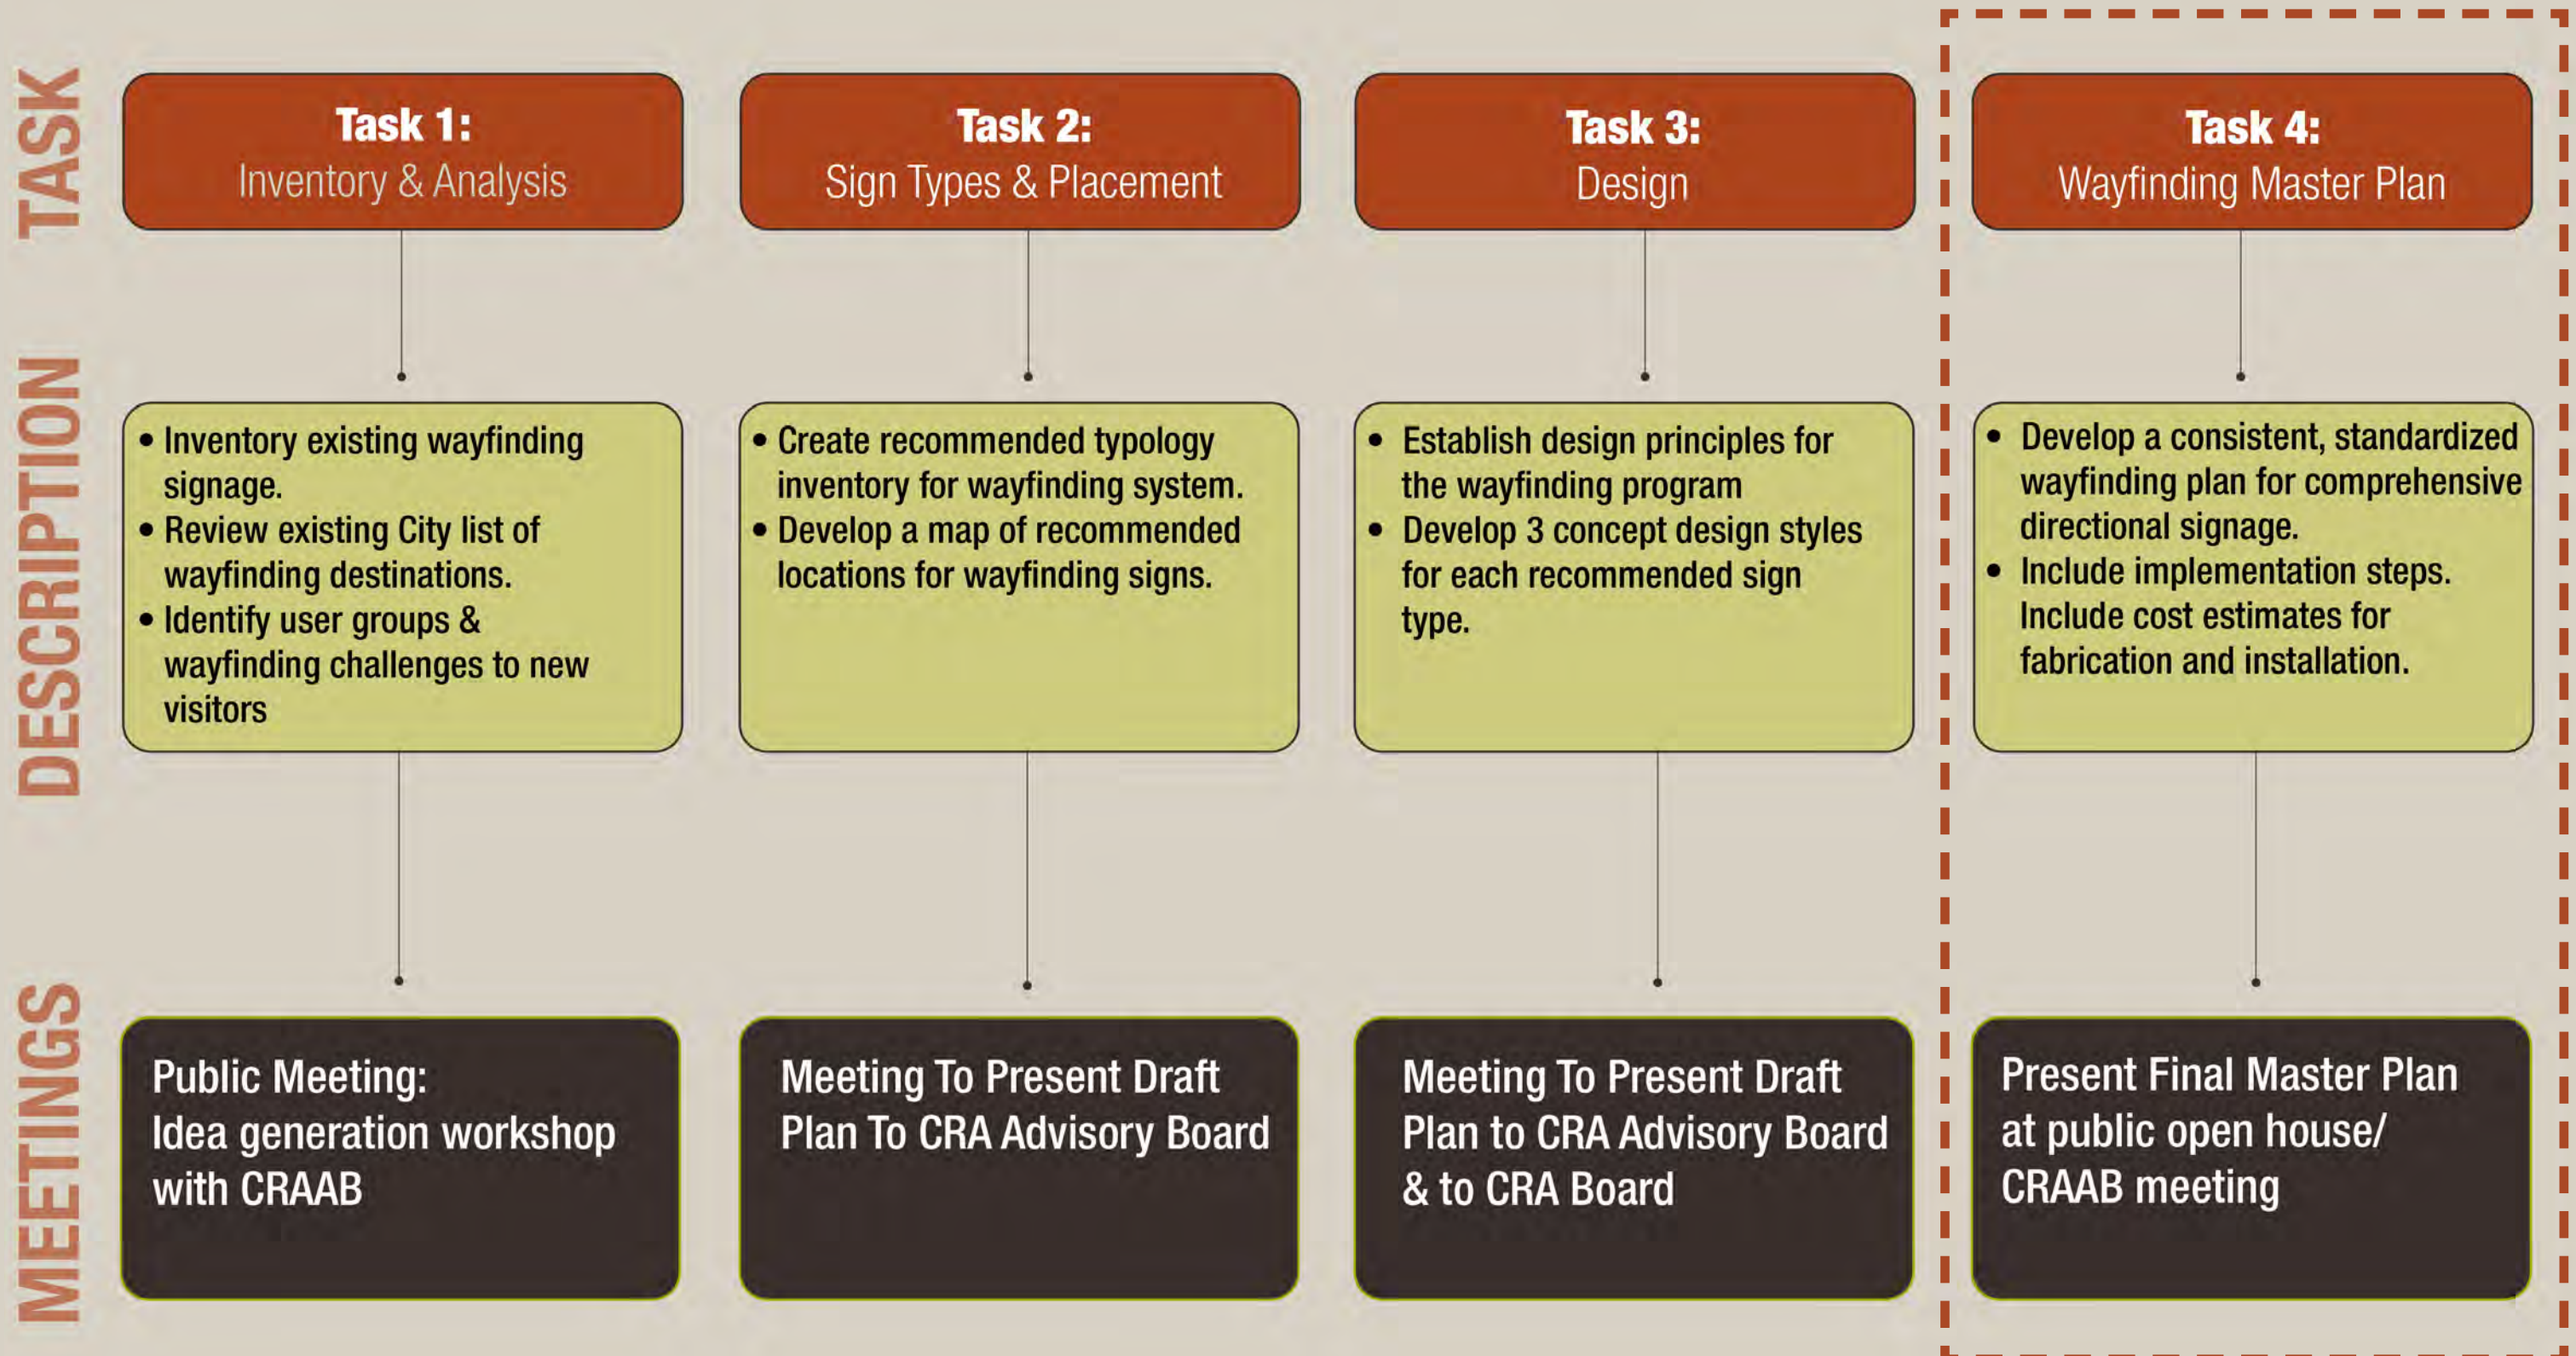 TASK
Task 1:
Inventory & Analysis
Task 2:
Sign Types & Placement
Task 3:
Design
Task 4:
Wayfinding Master Plan
DESCRIPTION
• Inventory existing wayfinding
signage.
• Review existing City list of
wayfinding destinations.
• Identify user groups &
wayfinding challenges to new
visitors
• Create recommended typology
inventory for wayfinding system.
• Develop a map of recommended
locations for wayfinding signs.
• Establish design principles for
the wayfinding program
• Develop 3 concept design styles
for each recommended sign
type.
• Develop a consistent, standardized
wayfinding plan for comprehensive
directional signage.
• Include implementation steps.
Include cost estimates for
fabrication and installation.
MEETINGS
Public Meeting:
Idea generation workshop
with CRAAB
Meeting To Present Draft
Plan To CRA Advisory Board
Meeting To Present Draft
Plan to CRA Advisory Board
& to CRA Board
Present Final Master Plan
at public open house/
CRAAB meeting